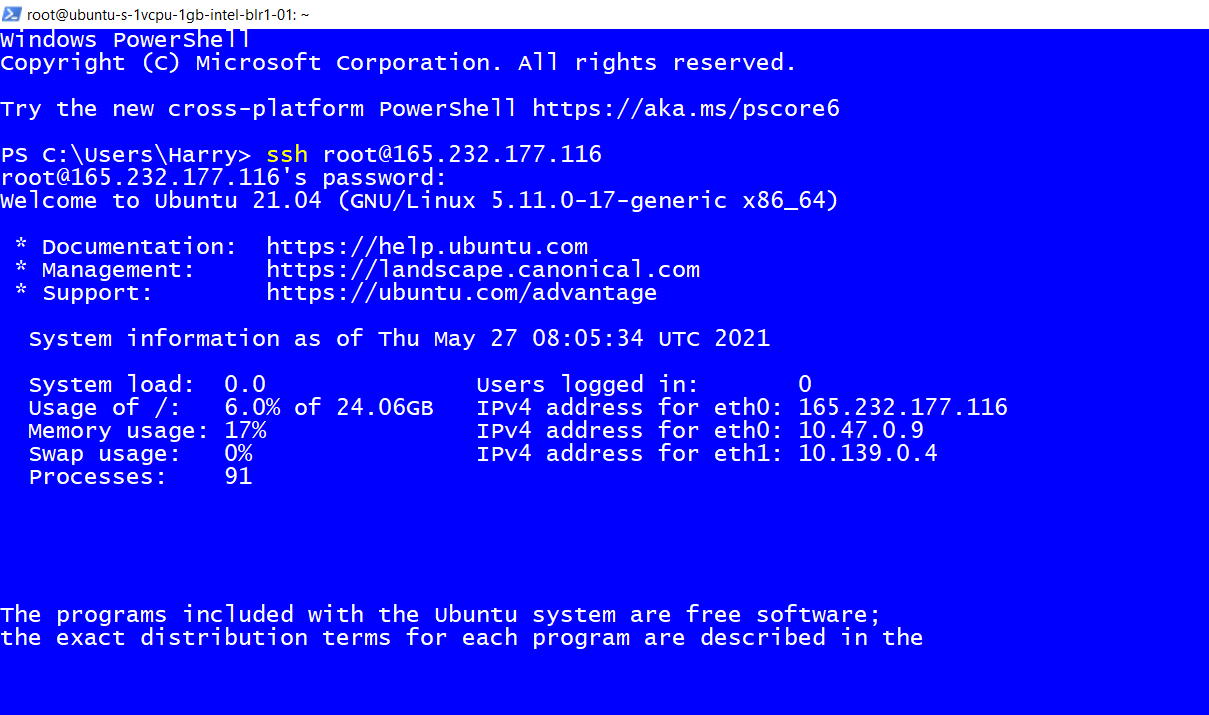 root@ubuntu-s-1vcpu-1gb-intel-blr1-01: ~
Windows PowerShell
Copyright (C) Microsoft Corporation. All rights reserved.
Try the new cross-platform PowerShell https://aka.ms/pscore6
PS C:\Users\Harry> ssh root@165.232.177.116
root@165.232.177.116's password:
Welcome to Ubuntu 21.04 (GNU/Linux 5.11.0-17-generic x86_64)
* Documentation:  https://help.ubuntu.com
* Management:     https://landscape.canonical.com
* Support:        https://ubuntu.com/advantage
System information as of Thu May 27 08:05:34 UTC 2021
System load:  0.0               Users logged in:       0
Usage of /:   6.0% of 24.06GB   IPv4 address for eth0: 165.232.177.116
Memory usage: 17%               IPv4 address for eth0: 10.47.0.9
Swap usage:   0%                IPv4 address for eth1: 10.139.0.4
Processes:    91
The programs included with the Ubuntu system are free software;
the exact distribution terms for each program are described in the